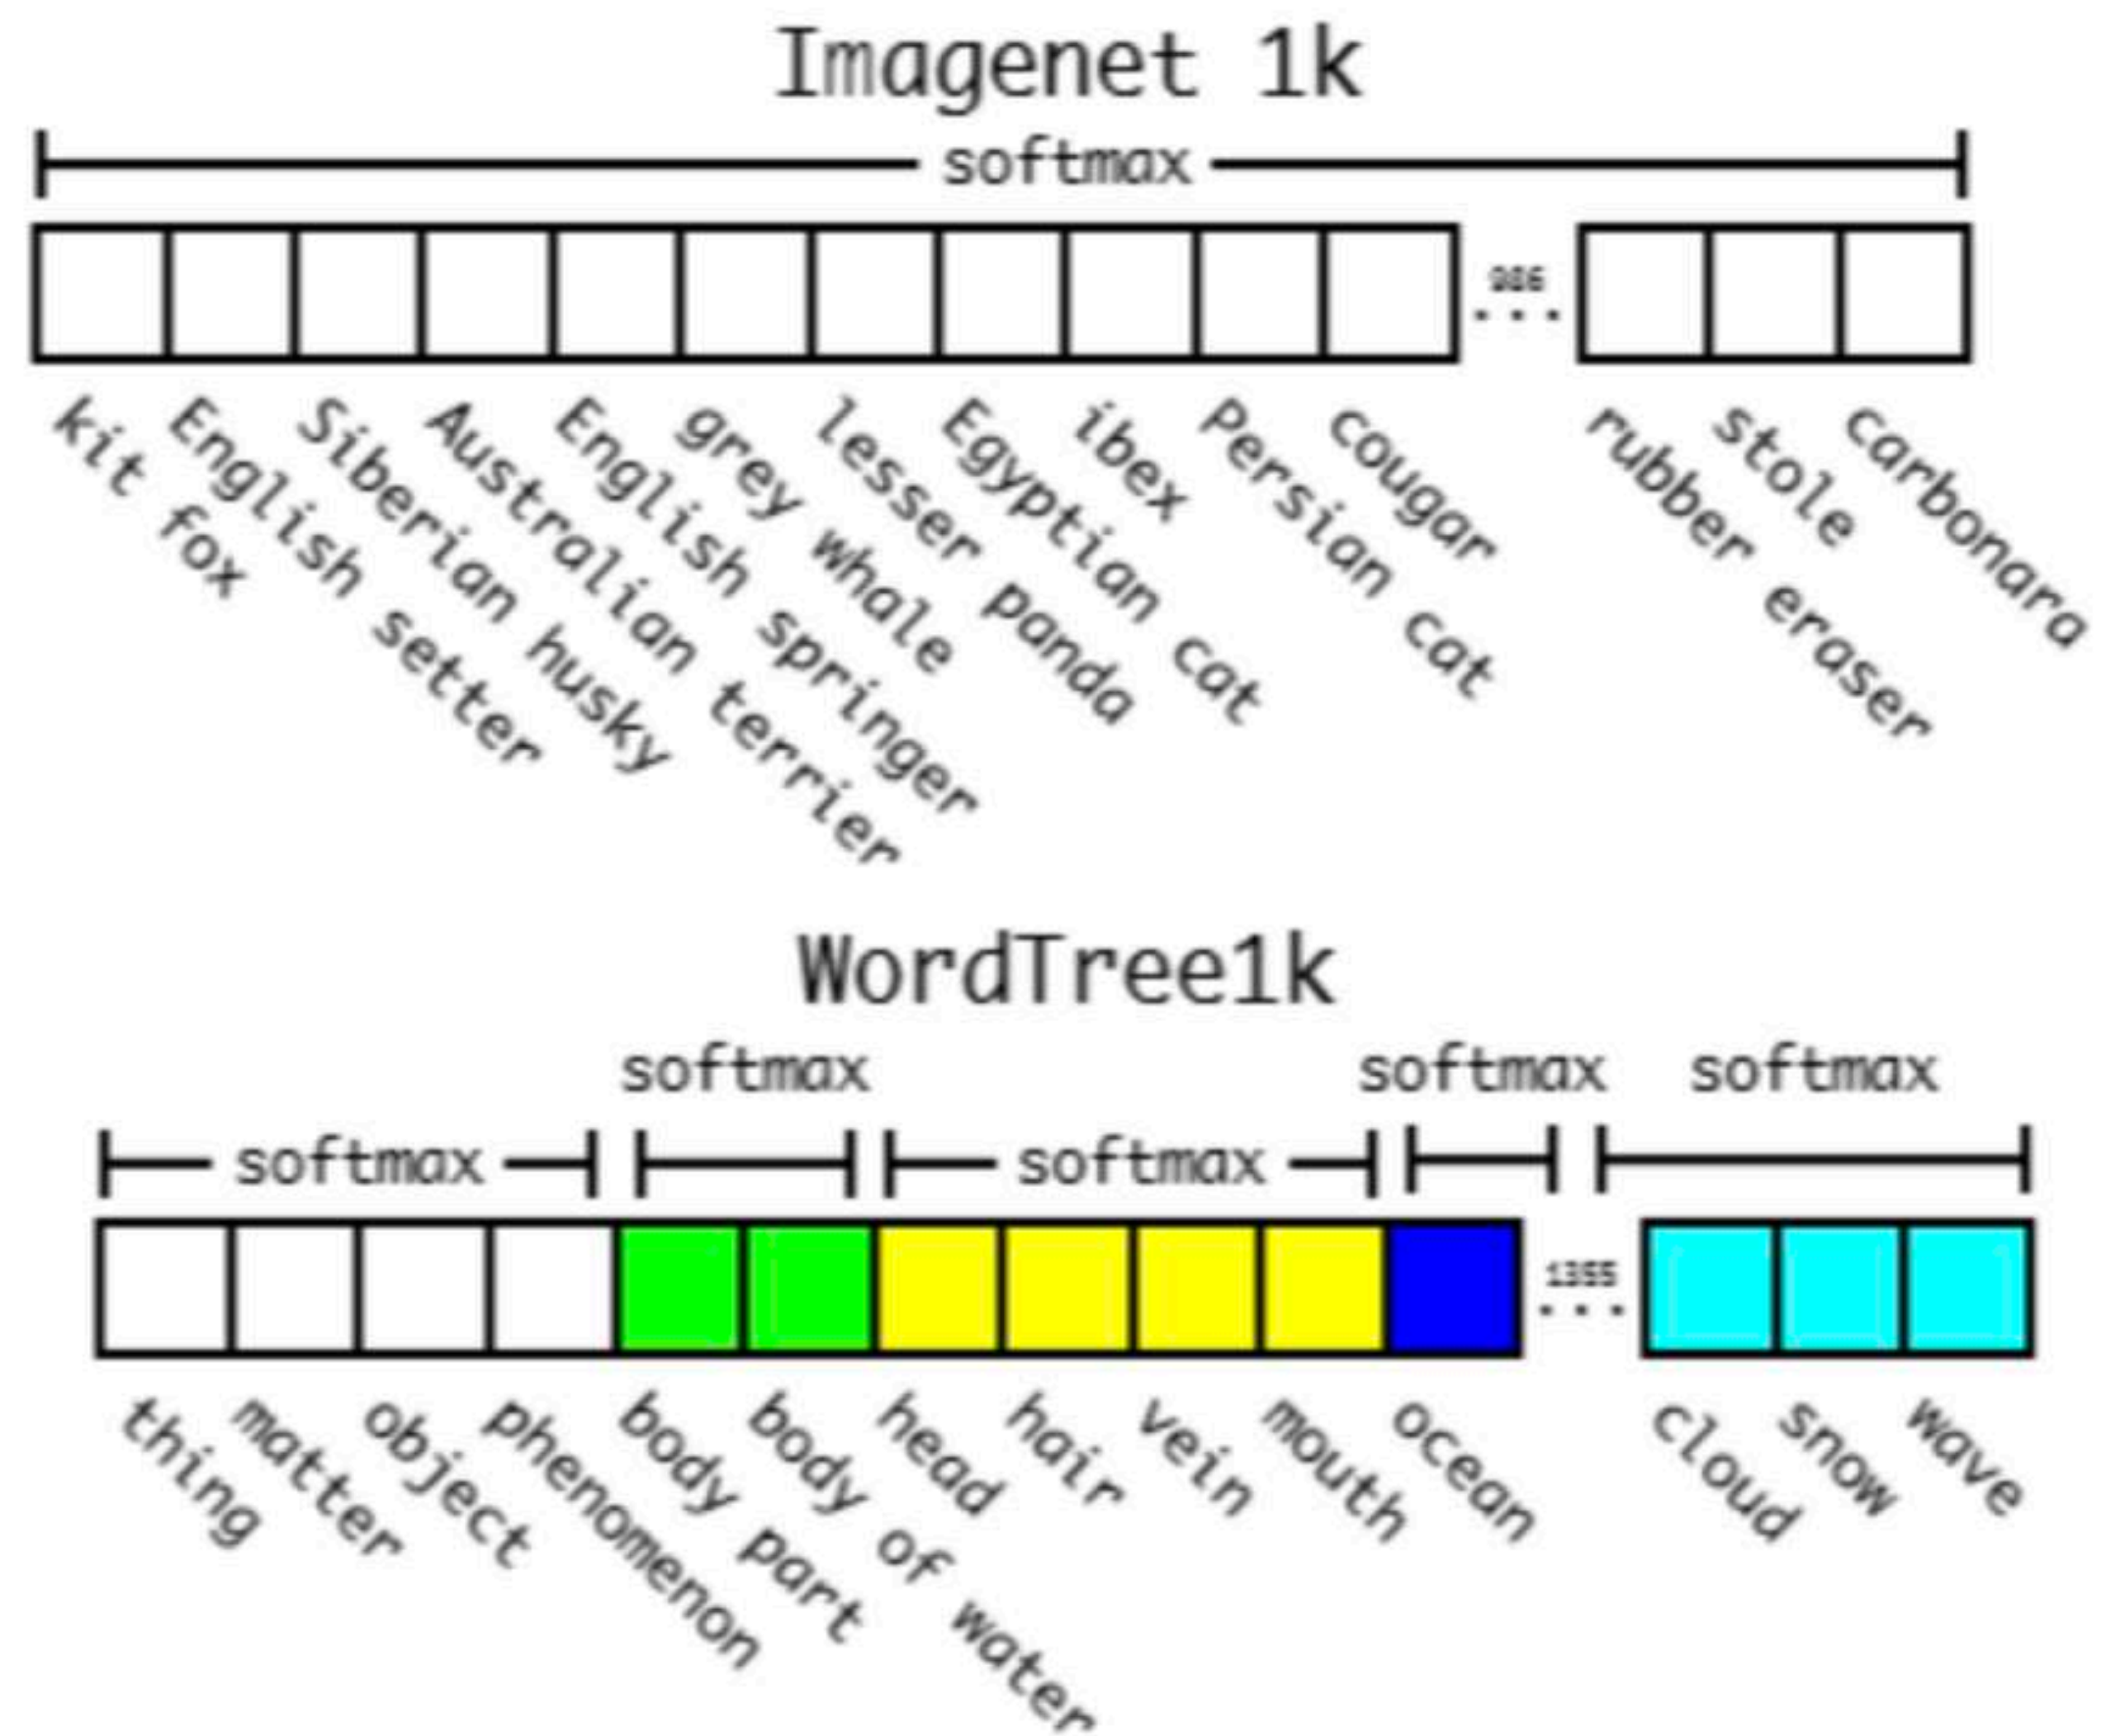 Imagenet 1k
softmax
986
...
kit fox
English setter
Siberian husky
Australian terrier
English springer
grey whale
lesser panda
Egyptian cat
ibex
Persian cat
cougar
rubber eraser
stole
carbonara
WordTree1k
softmax
softmax
softmax
softmax
softmax
1355
...
thing
matter
object
phenomenon
body part
body of water
head
hair
vein
mouth
ocean
cloud
snow
wave